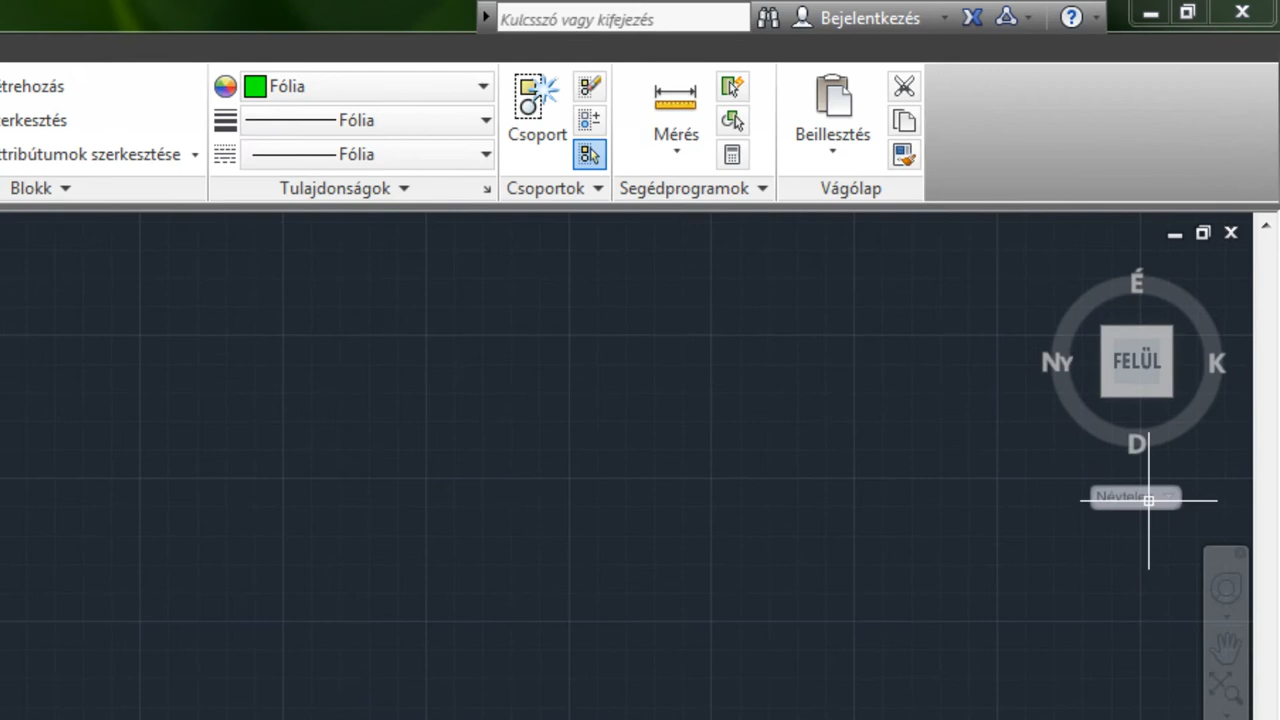 Kulcsszó vagy kifejezés
Bejelentkezés
Fólia
Fólia
Fólia
Tulajdonságok
erkesztés
ttribútumok szerkesztése
Blokk
Csoport
Csoportok
Mérés
Segédprogramok
Beillesztés
Vágólap
É
Ny
FELÜL
K
D